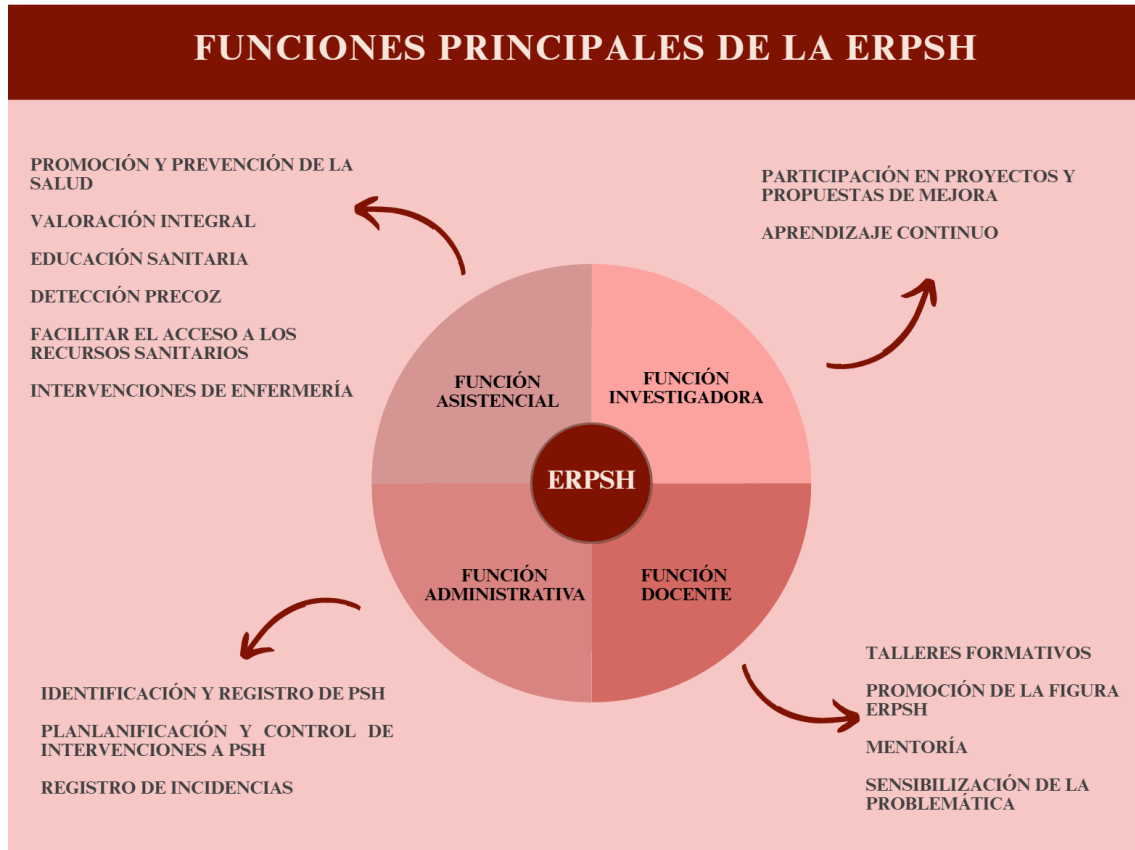 FUNCIONES PRINCIPALES DE LA ERPSH
PROMOCIÓN Y PREVENCIÓN DE LA
SALUD
VALORACIÓN INTEGRAL
EDUCACIÓN SANITARIA
DETECCIÓN PRECOZ
FACILITAR EL ACCESO A LOS
RECURSOS SANITARIOS
INTERVENCIONES DE ENFERMERÍA
PARTICIPACIÓN EN PROYECTOS Y
PROPUESTAS DE MEJORA
APRENDIZAJE CONTINUO
FUNCIÓN
ASISTENCIAL
FUNCIÓN
INVESTIGADORA
ERPSH
FUNCIÓN
ADMINISTRATIVA
FUNCIÓN
DOCENTE
IDENTIFICACIÓN Y REGISTRO DE PSH
PLANLANIFICACIÓN Y CONTROL DE
INTERVENCIONES A PSH
REGISTRO DE INCIDENCIAS
TALLERES FORMATIVOS
PROMOCIÓN DE LA FIGURA
ERPSH
MENTORÍA
SENSIBILIZACIÓN DE LA
PROBLEMÁTICA